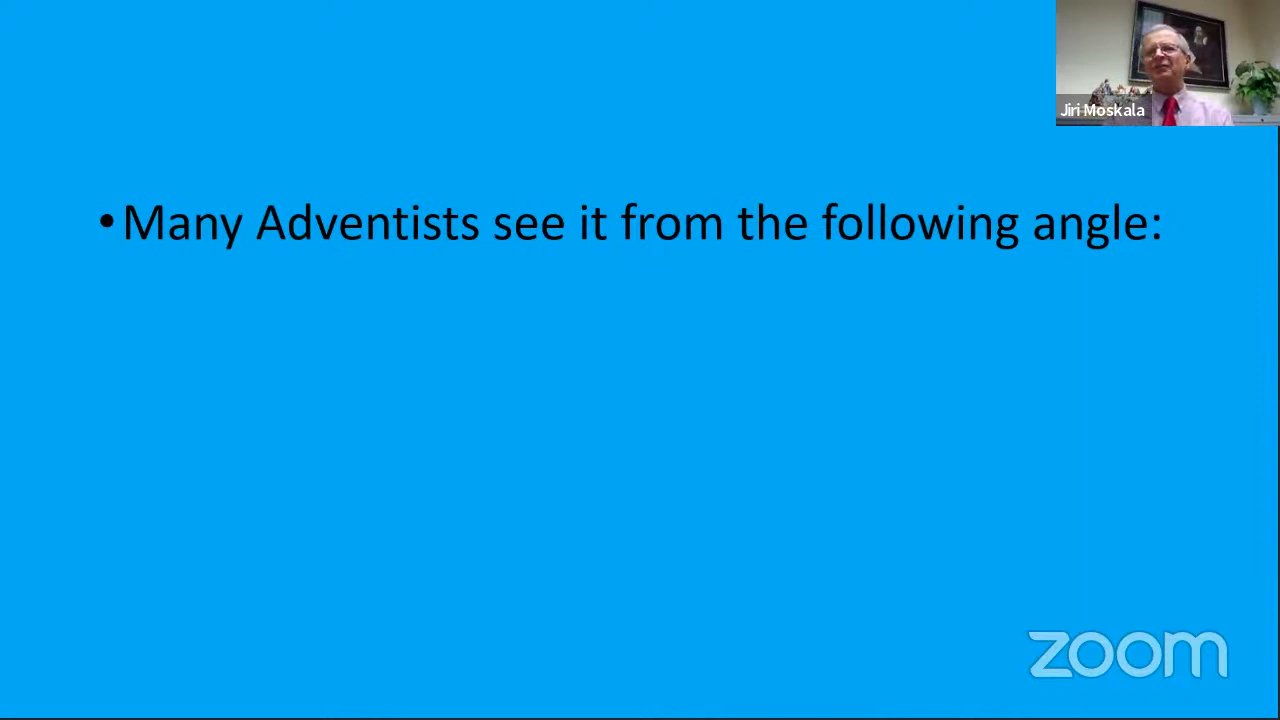 Jiri Moskala
•Many Adventists see it from the following angle:
zoom